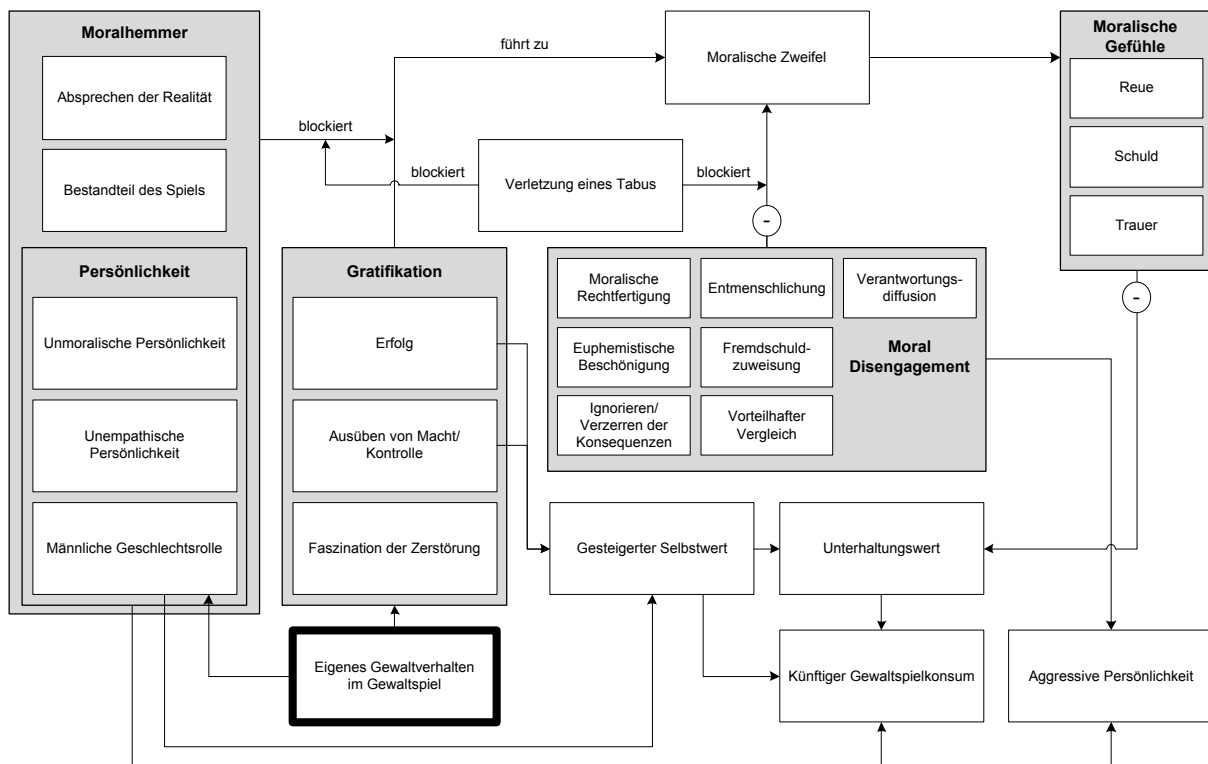 Moralhemmer
Absprechen der Realität
Bestandteil des Spiels
Persönlichkeit
Unmoralische Persönlichkeit
Unempathische
Persönlichkeit
Männliche Geschlechtsrolle
blockiert
führt zu
Moralische Zweifel
blockiert
Verletzung eines Tabus
blockiert
-
Moralische
Gefühle
Reue
Schuld
Trauer
-
Gratifikation
Erfolg
Ausüben von Macht/
Kontrolle
Faszination der Zerstörung
Moralische
Rechtfertigung
Entmenschlichung
Verantwortungs-
diffusion
Euphemistische
Beschönigung
Fremdschuld-
zuweisung
Moral
Disengagement
Ignorieren/
Verzerren der
Konsequenzen
Vorteilhafter
Vergleich
Gesteigerter Selbstwert
Unterhaltungswert
Eigenes Gewaltverhalten
im Gewaltspiel
Künftiger Gewaltspielkonsum
Aggressive Persönlichkeit